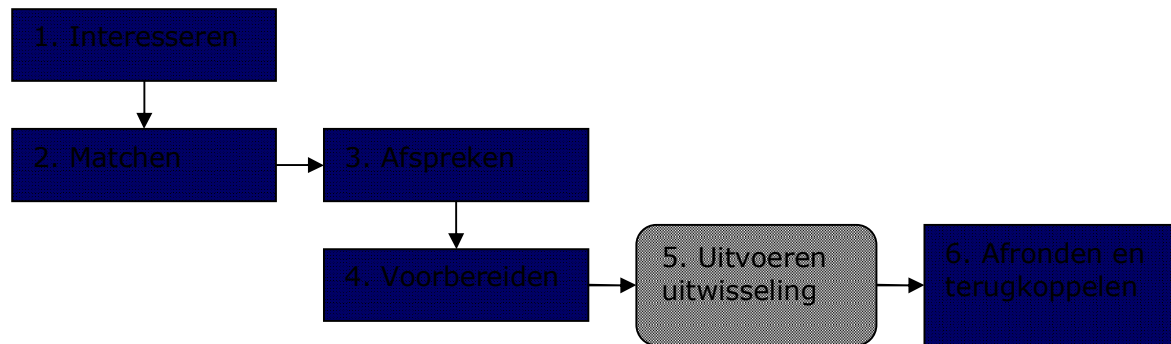 1. Interesseren
2. Matchen
3. Afspreken
4. Voorbereiden
5. Uitvoeren
uitwisseling
6. Afronden en
terugkoppelen